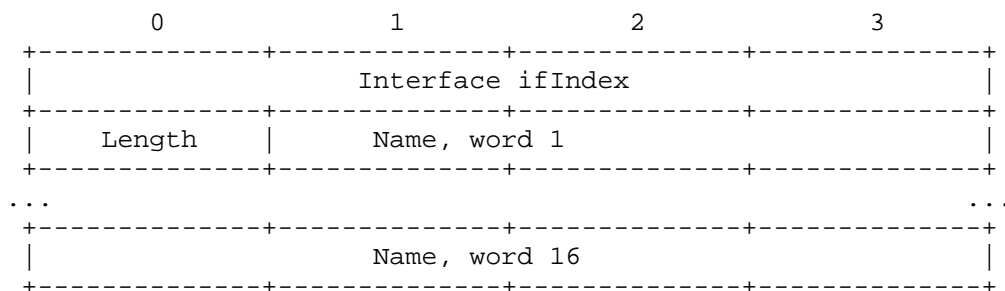 0              1              2              3
+--------------+--------------+--------------+--------------+
|                    Interface ifIndex                      |
+--------------+--------------+--------------+--------------+
|    Length    |      Name, word 1                          |
+--------------+--------------+--------------+--------------+
...                                                         ...
+--------------+--------------+--------------+--------------+
|                     Name, word 16                         |
+--------------+--------------+--------------+--------------+